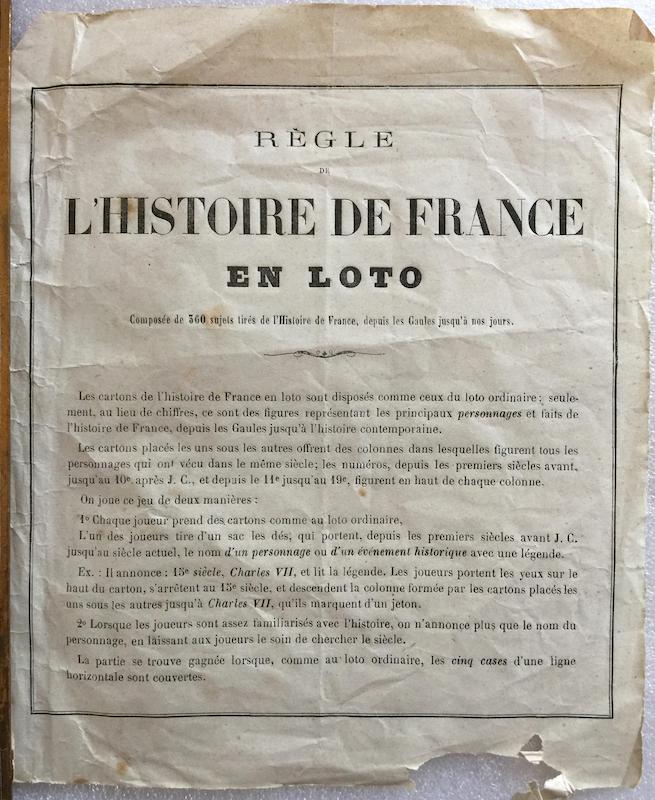 RÈGLE
DE
L'HISTOIRE DE FRANCE
EN LOTO
Composée de 360 sujets tirés de l'Histoire de France, depuis les Gaules jusqu'à nos jours.
Les cartons de l'histoire de France en loto sont disposés comme ceux du loto ordinaire; seule-
ment, au lieu de chiffres, ce sont des figures représentant les principaux personnages et faits de
l'histoire de France, depuis les Gaules jusqu'à l'histoire contemporaine.
Les cartons placés les uns sous les autres offrent des colonnes dans lesquelles figurent tous les
personnages qui ont vécu dans le même siècle; les numéros, depuis les premiers siècles avant,
jusqu'au 10e après J. C., et depuis le 11e jusqu'au 19e, figurent en haut de chaque colonne.
On joue ce jeu de deux manières :
1° Chaque joueur prend des cartons comme au loto ordinaire,
L'un des joueurs tire d'un sac les dés, qui portent, depuis les premiers siècles avant J. C.
jusqu'au siècle actuel, le nom d'un personnage ou d'un événement historique avec une légende.
Ex. : Il annonce : 15e siècle, Charles VII, et lit la légende. Les joueurs portent les yeux sur le
haut du carton, s'arrêtent au 15e siècle, et descendent la colonne formée par les cartons placés les
uns sous les autres jusqu'à Charles VII, qu'ils marquent d'un jeton.
2° Lorsque les joueurs sont assez familiarisés avec l'histoire, on n'annonce plus que le nom du
personnage, en laissant aux joueurs le soin de chercher le siècle.
La partie se trouve gagnée lorsque, comme au loto ordinaire, les cinq cases d'une ligne
horizontale sont couvertes.